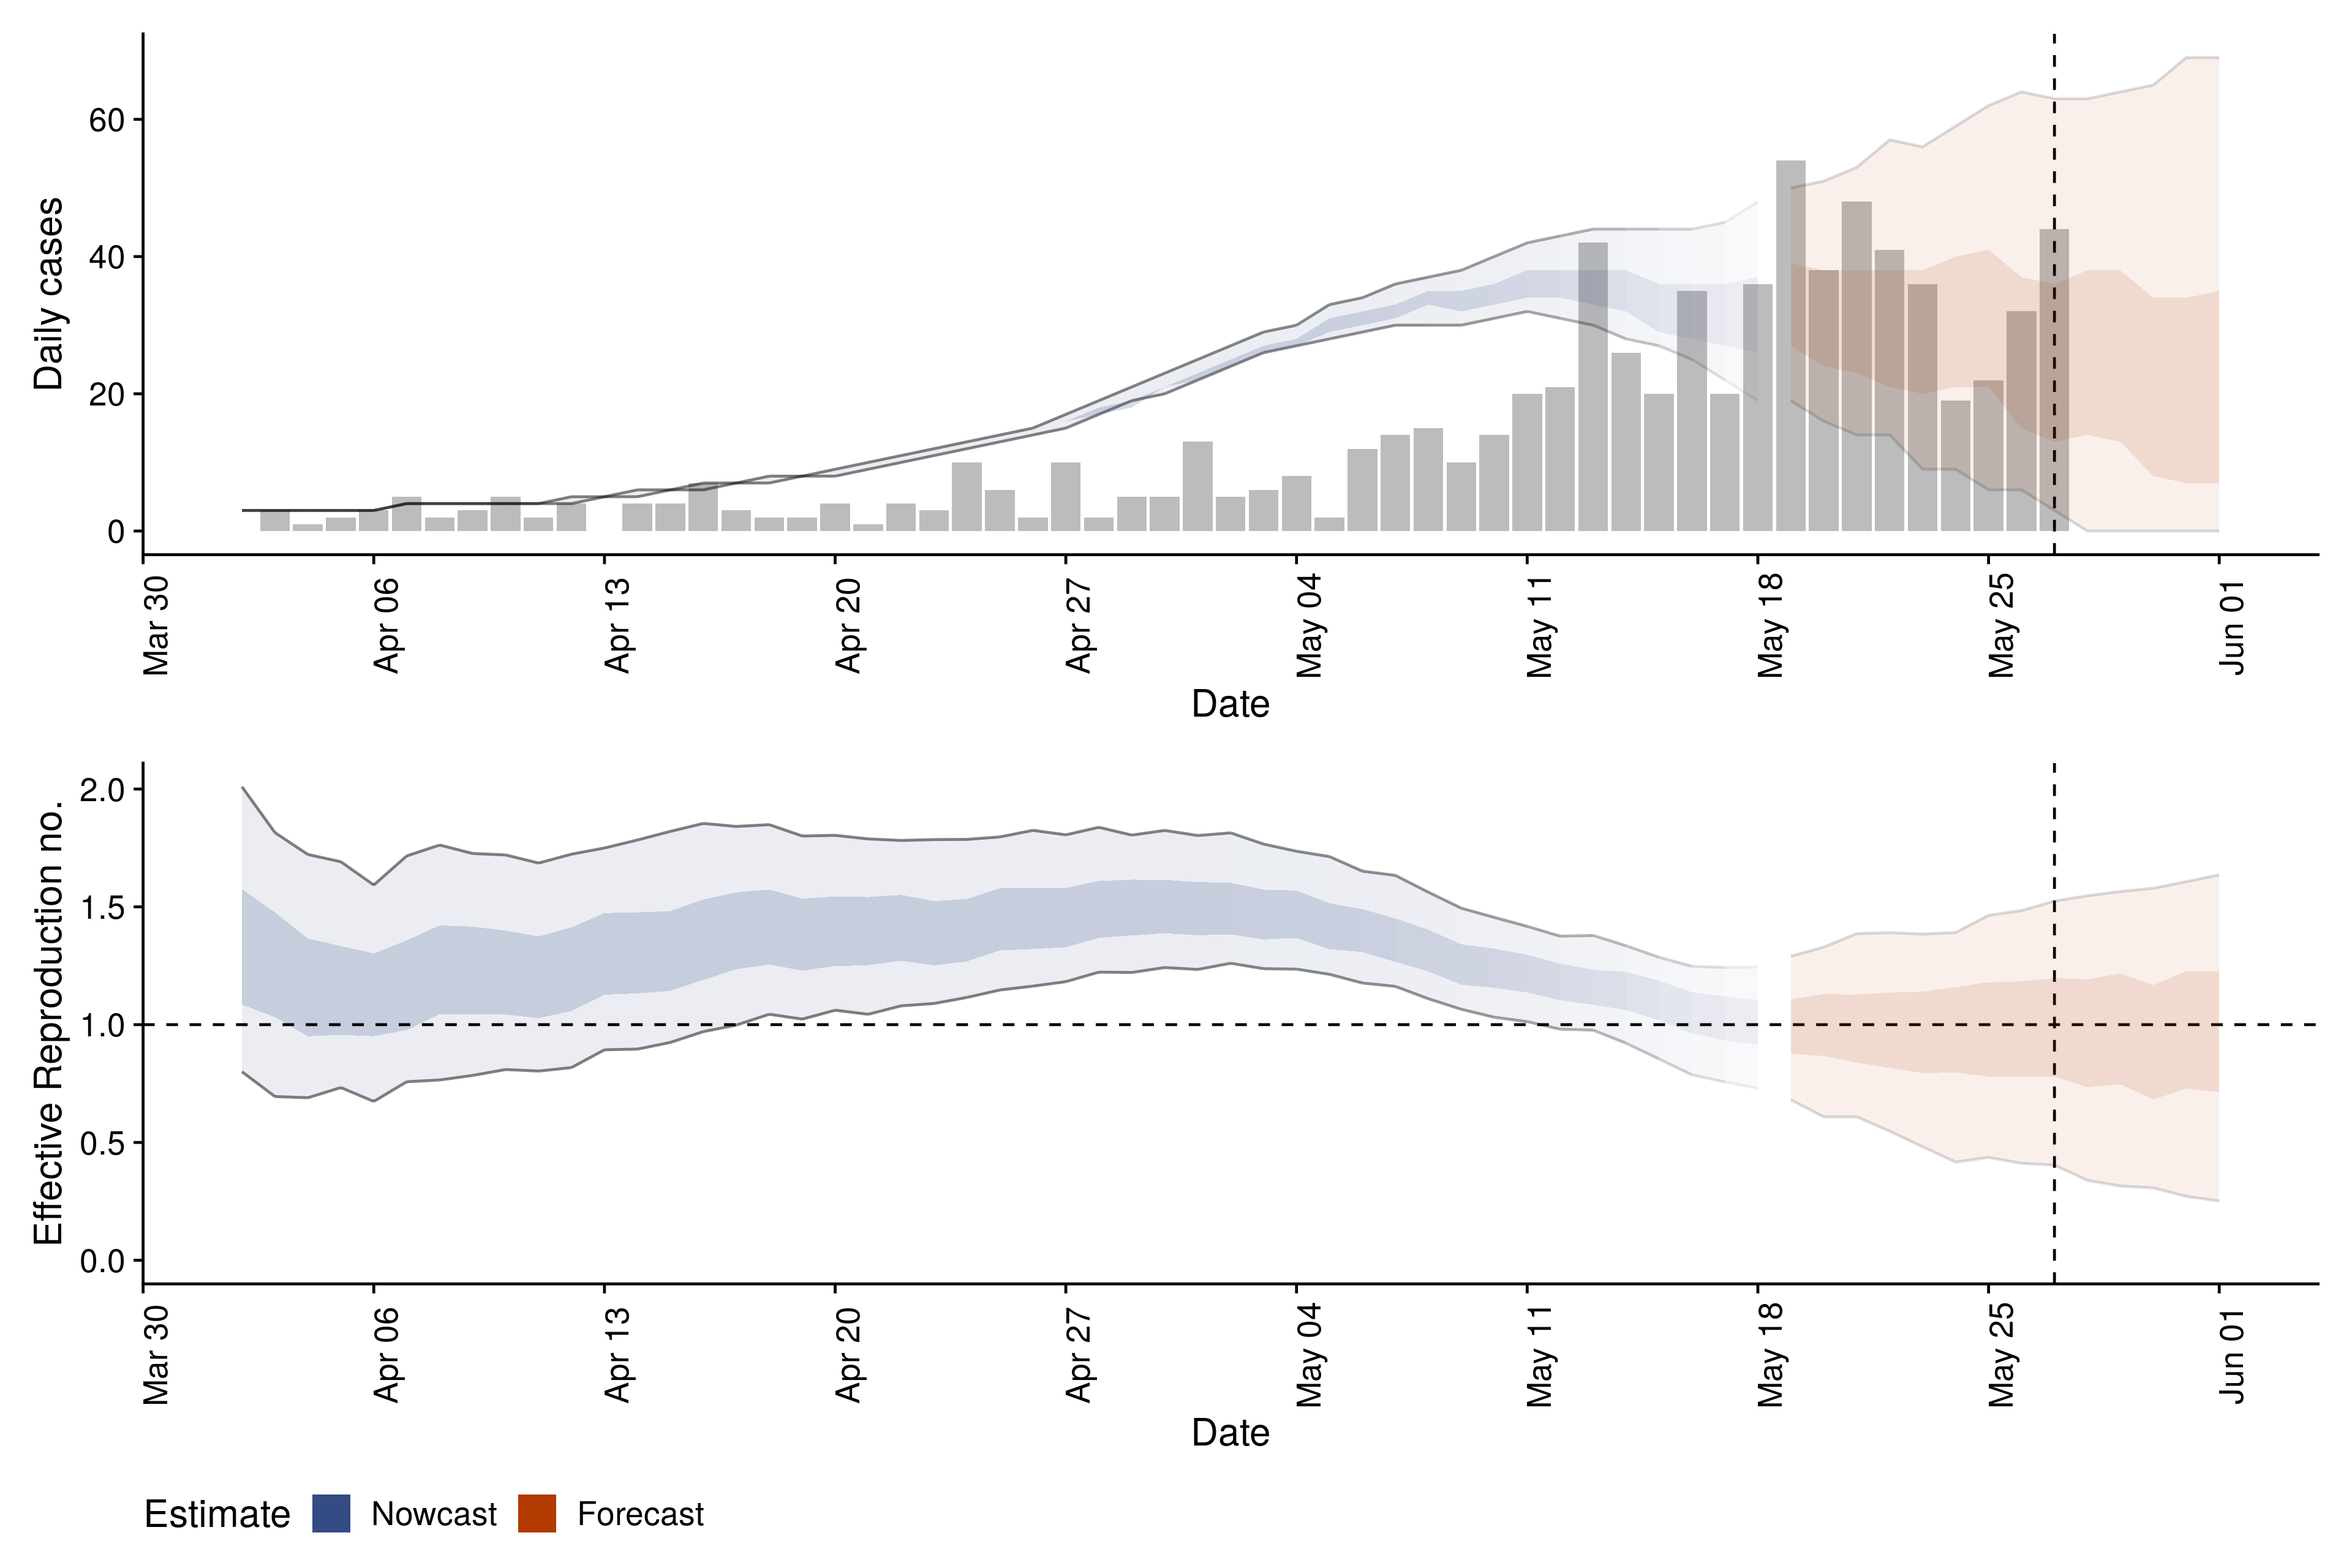 60
40
20
0
Daily cases
Mar 30
Apr 06
Apr 13
Apr 20
Apr 27
May 04
May 11
May 18
May 25
Jun 01
Date
2.0
1.5
1.0
0.5
0.0
Effective Reproduction no.
Mar 30
Apr 06
Apr 13
Apr 20
Apr 27
May 04
May 11
May 18
May 25
Jun 01
Date
Estimate Nowcast Forecast